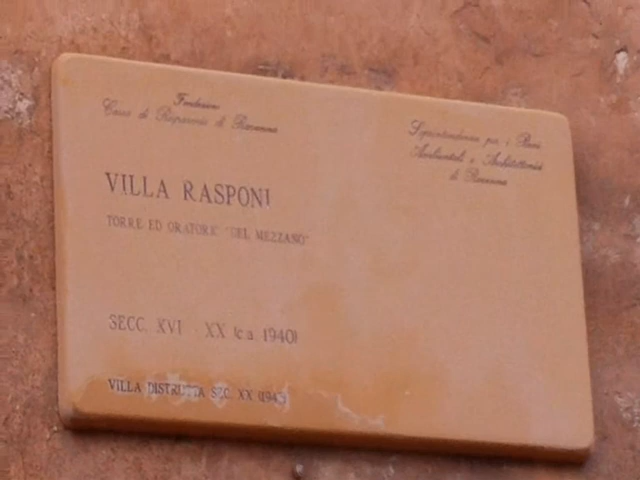 Fondazione
Cassa di Risparmio di Ravenna
Soprintendenza per i Beni
Ambientali e Architettonici
di Ravenna
VILLA RASPONI
TORRE ED ORATORIO "DEL MEZZANO"
SECC. XVI - XX (ca 1940)
VILLA DISTRUTTA SEC. XX